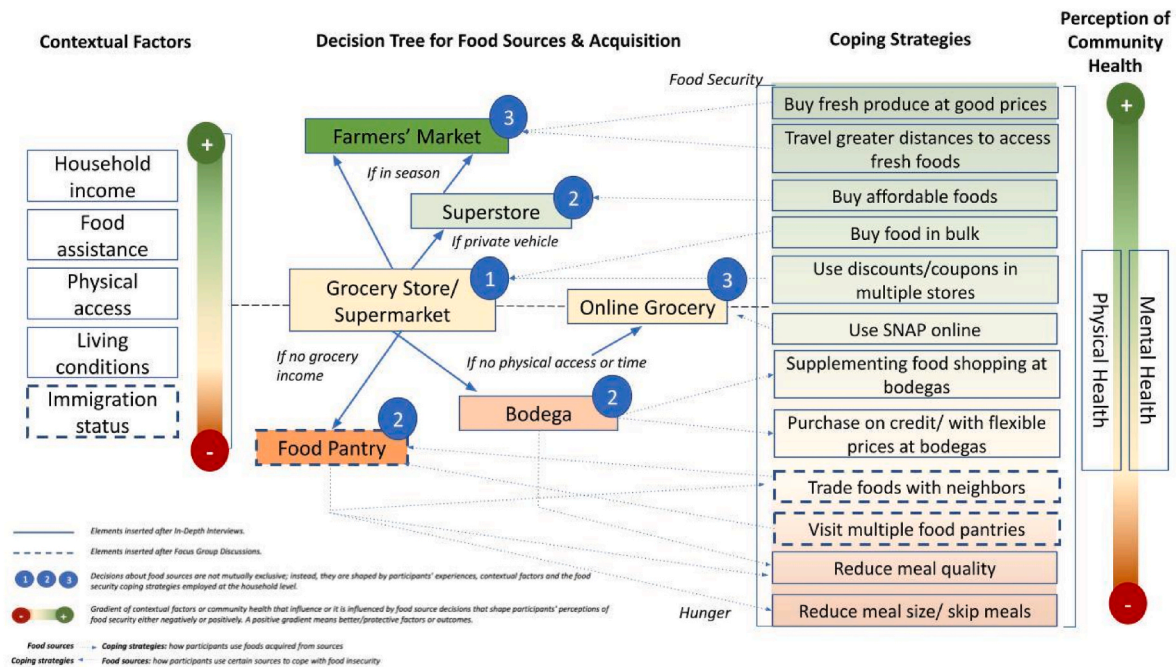 Contextual Factors
Decision Tree for Food Sources & Acquisition
Coping Strategies
Perception of
Community
Health
+
Household
income
Food
assistance
Physical
access
Living
conditions
Immigration
status
-
Farmers' Market
3
If in season
Superstore
2
If private vehicle
Grocery Store/
Supermarket
1
Online Grocery
3
If no grocery
income
If no physical access or time
Bodega
2
Food Pantry
2
Food Security
Buy fresh produce at good prices
Travel greater distances to access
fresh foods
Buy affordable foods
Buy food in bulk
Use discounts/coupons in
multiple stores
Use SNAP online
Supplementing food shopping at
bodegas
Purchase on credit/ with flexible
prices at bodegas
Trade foods with neighbors
Visit multiple food pantries
Reduce meal quality
Hunger
Reduce meal size/ skip meals
+
Physical Health
Mental Health
-
Elements inserted after In-Depth Interviews.
Elements inserted after Focus Group Discussions.
1 2 3
Decisions about food sources are not mutually exclusive; instead, they are shaped by participants' experiences, contextual factors and the food
security coping strategies employed at the household level.
- +
Gradient of contextual factors or community health that influence or it is influenced by food source decisions that shape participants' perceptions of
food security either negatively or positively. A positive gradient means better/protective factors or outcomes.
Food sources Coping strategies: how participants use foods acquired from sources
Coping strategies Food sources: how participants use certain sources to cope with food insecurity